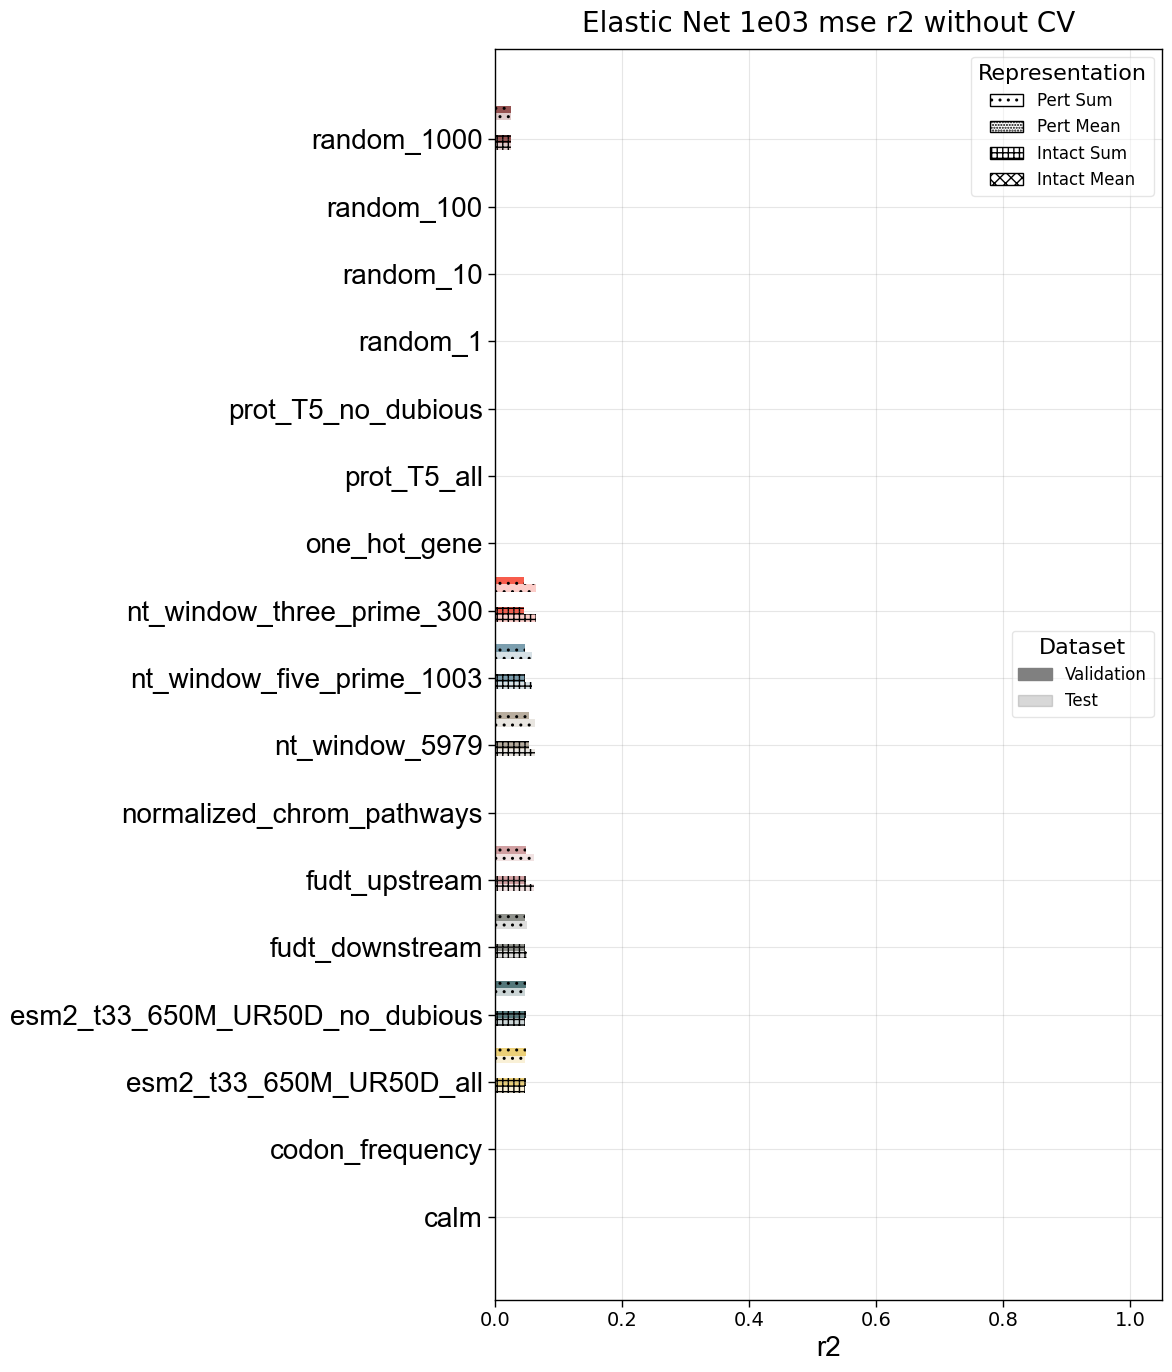 Elastic Net 1e03 mse r2 without CV
Representation
Pert Sum
Pert Mean
Intact Sum
Intact Mean
random_1000
random_100
random_10
random_1
prot_T5_no_dubious
prot_T5_all
one_hot_gene
nt_window_three_prime_300
nt_window_five_prime_1003
nt_window_5979
normalized_chrom_pathways
fudt_upstream
fudt_downstream
esm2_t33_650M_UR50D_no_dubious
esm2_t33_650M_UR50D_all
codon_frequency
calm
Dataset
Validation
Test
0.0 0.2 0.4 0.6 0.8 1.0
r2